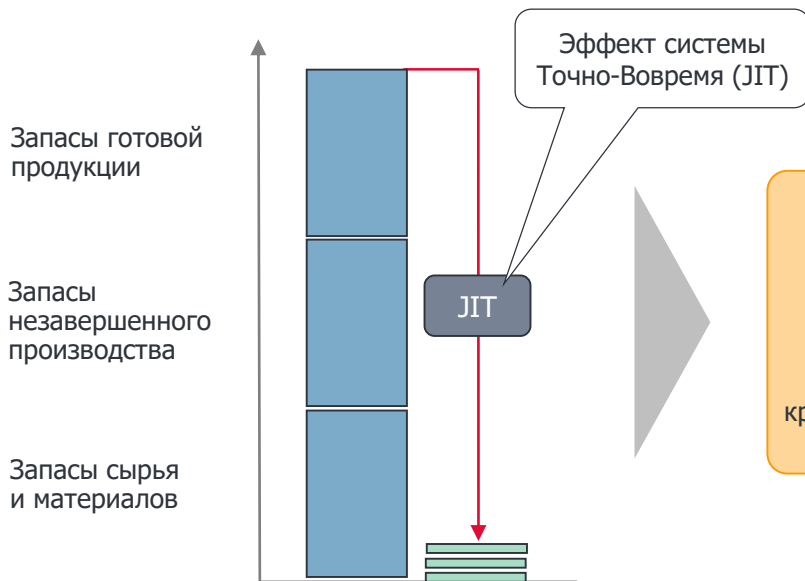 Эффект системы
Точно-Вовремя (JIT)
Запасы готовой
продукции
Запасы
незавершенного
производства
JIT
Запасы сырья
и материалов